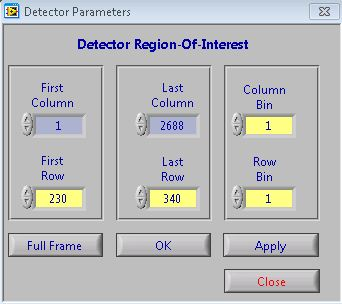 Detector Parameters
Detector Region-Of-Interest
First
Column
1
Last
Column
2688
Column
Bin
1
First
Row
230
Last
Row
340
Row
Bin
1
Full Frame
OK
Apply
Close